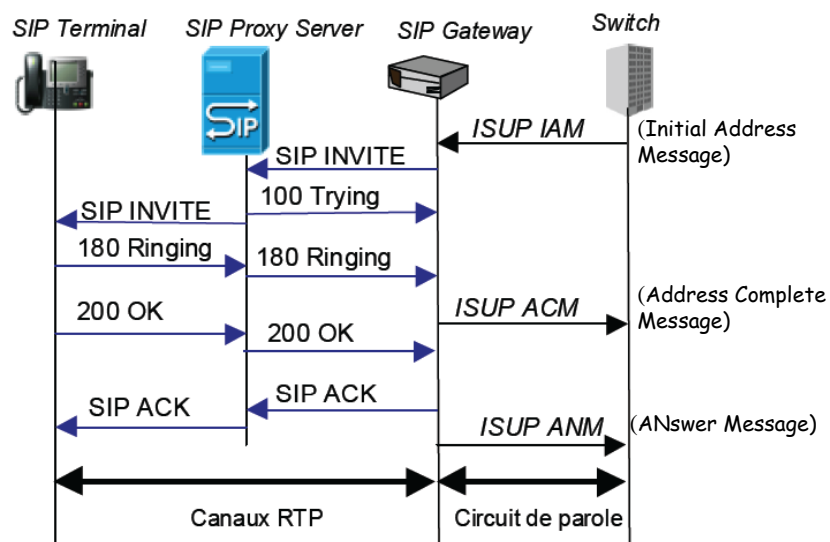 SIP Terminal
SIP Proxy Server
SIP Gateway
Switch
SIP
ISUP IAM
(Initial Address
Message)
SIP INVITE
100 Trying
SIP INVITE
180 Ringing
180 Ringing
200 OK
ISUP ACM
(Address Complete
Message)
200 OK
SIP ACK
SIP ACK
ISUP ANM
(ANswer Message)
Canaux RTP
Circuit de parole